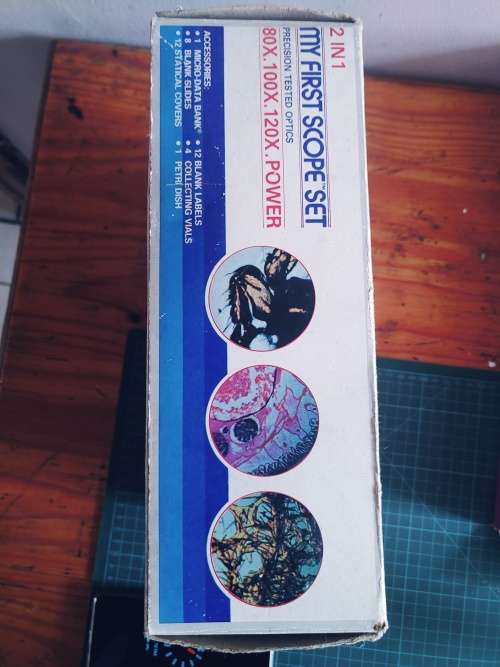 2 IN 1
MY FIRST SCOPE™ SET
PRECISION TESTED OPTICS
80X.100X.120X.POWER
ACCESSORIES:
• 1 MICRO-DATA BANK® • 12 BLANK LABELS
• 8 BLANK-SLIDES • 4 COLLECTING VIALS
• 12 STATICAL COVERS • 1 PETRI DISH